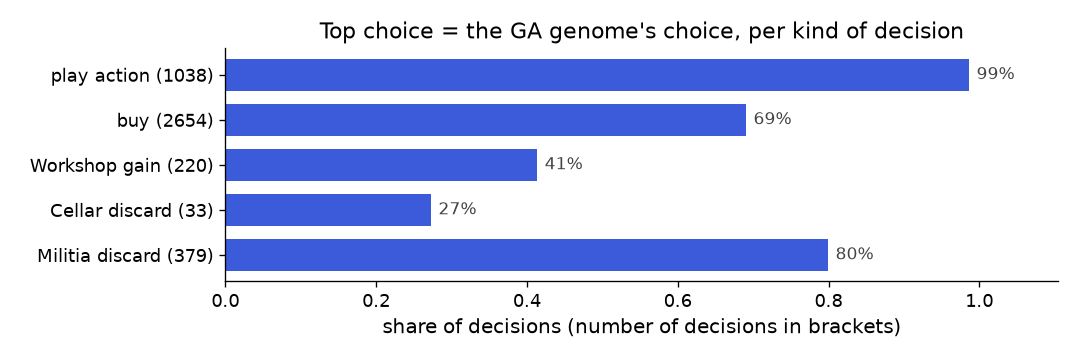 Top choice = the GA genome's choice, per kind of decision
play action (1038)
99%
buy (2654)
69%
Workshop gain (220)
41%
Cellar discard (33)
27%
Militia discard (379)
80%
0.0 0.2 0.4 0.6 0.8 1.0
share of decisions (number of decisions in brackets)